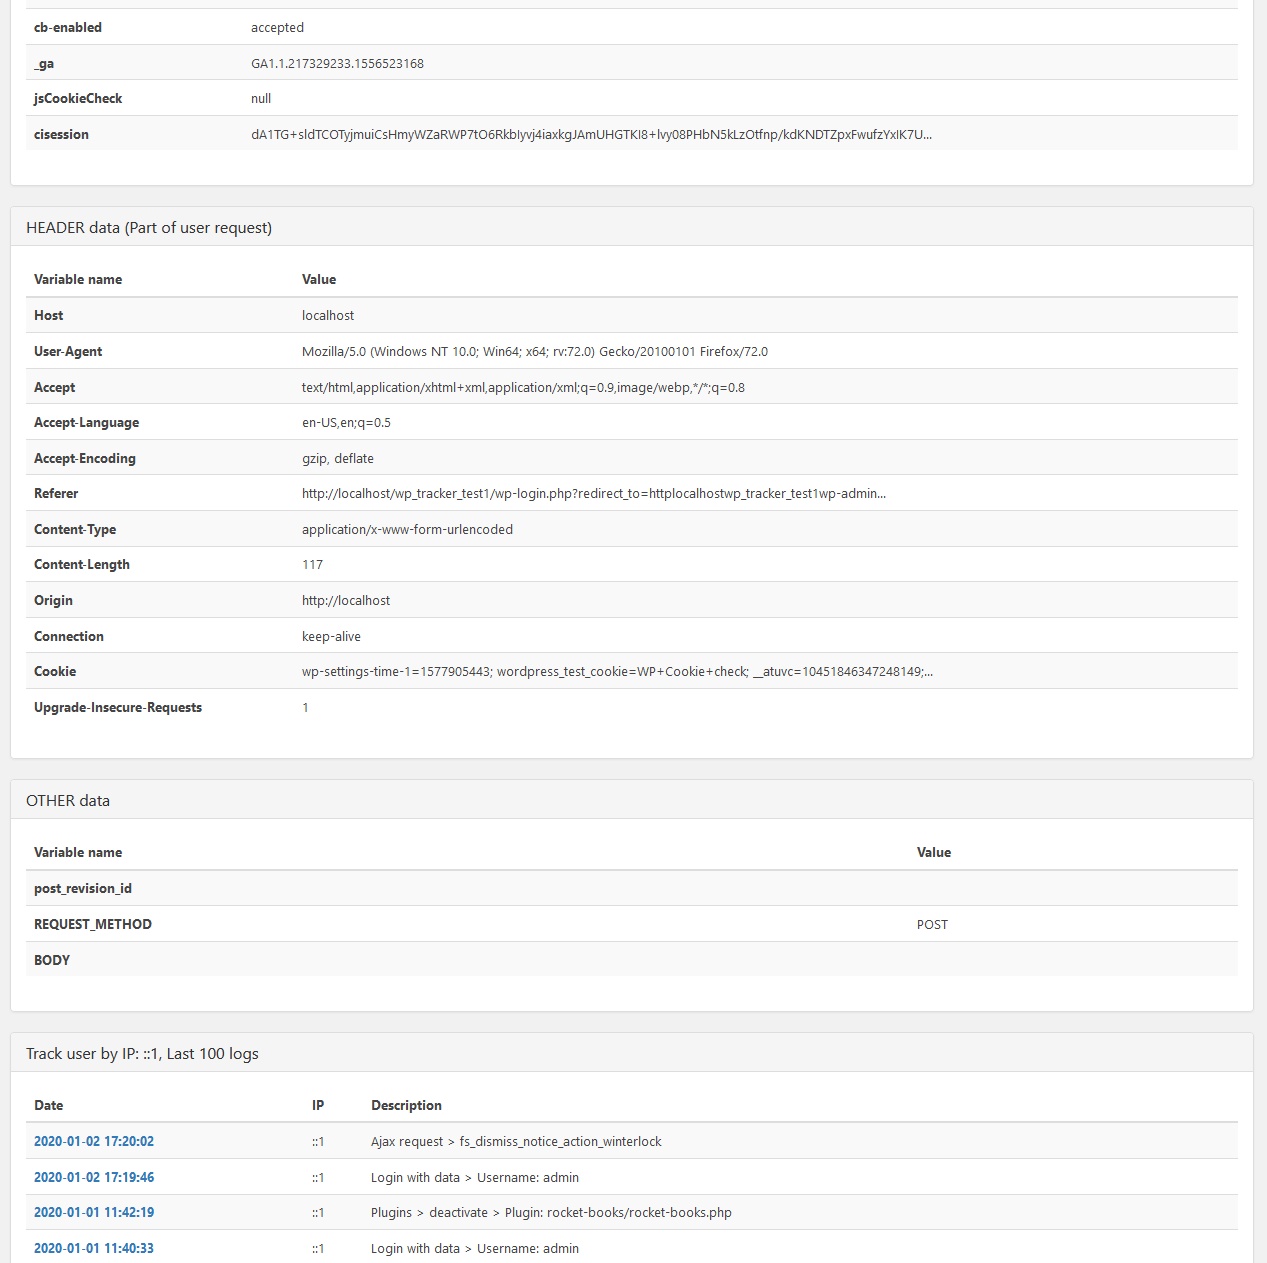 cb-enabled accepted
_ga GA1.1.217329233.1556523168
jsCookieCheck null
cisession dA1TG+sldTCOTyjmuiCsHmyWZaRWP7tO6RkbIyvj4iaxkgJAmUHGTKI8+lvy08PHbN5kLzOtfnp/kdKNDTZpxFwufzYxIK7U...
HEADER data (Part of user request)
Variable name Value
Host localhost
User-Agent Mozilla/5.0 (Windows NT 10.0; Win64; x64; rv:72.0) Gecko/20100101 Firefox/72.0
Accept text/html,application/xhtml+xml,application/xml;q=0.9,image/webp,*/*;q=0.8
Accept-Language en-US,en;q=0.5
Accept-Encoding gzip, deflate
Referer http://localhost/wp_tracker_test1/wp-login.php?redirect_to=httplocalhostwp_tracker_test1wp-admin...
Content-Type application/x-www-form-urlencoded
Content-Length 117
Origin http://localhost
Connection keep-alive
Cookie wp-settings-time-1=1577905443; wordpress_test_cookie=WP+Cookie+check; __atuvc=10451846347248149;...
Upgrade-Insecure-Requests 1
OTHER data
Variable name Value
post_revision_id
REQUEST_METHOD POST
BODY
Track user by IP: ::1, Last 100 logs
Date IP Description
2020-01-02 17:20:02 ::1 Ajax request > fs_dismiss_notice_action_winterlock
2020-01-02 17:19:46 ::1 Login with data > Username: admin
2020-01-01 11:42:19 ::1 Plugins > deactivate > Plugin: rocket-books/rocket-books.php
2020-01-01 11:40:33 ::1 Login with data > Username: admin